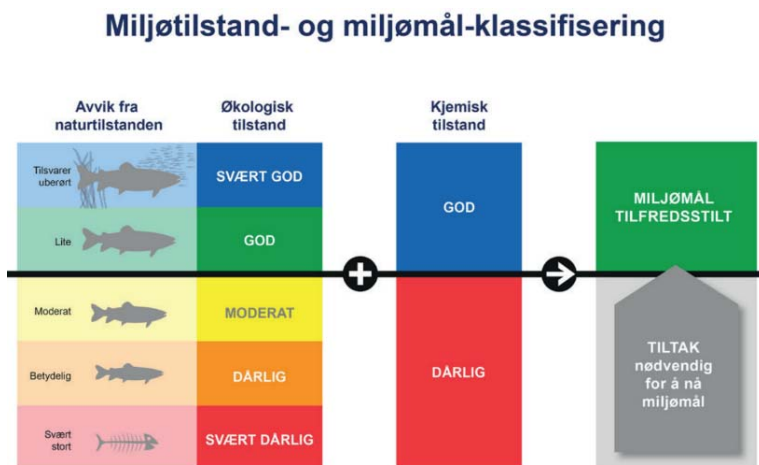 Miljøtilstand- og miljømål-klassifisering
Avvik fra
naturtilstanden
Økologisk
tilstand
Kjemisk
tilstand
Tilsvarer
uberørt
SVÆRT GOD
Lite
GOD
Moderat
MODERAT
Betydelig
DÅRLIG
Svært
stort
SVÆRT DÅRLIG
GOD
DÅRLIG
MILJØMÅL
TILFREDSSTILT
TILTAK
nødvendig
for å nå
miljømål